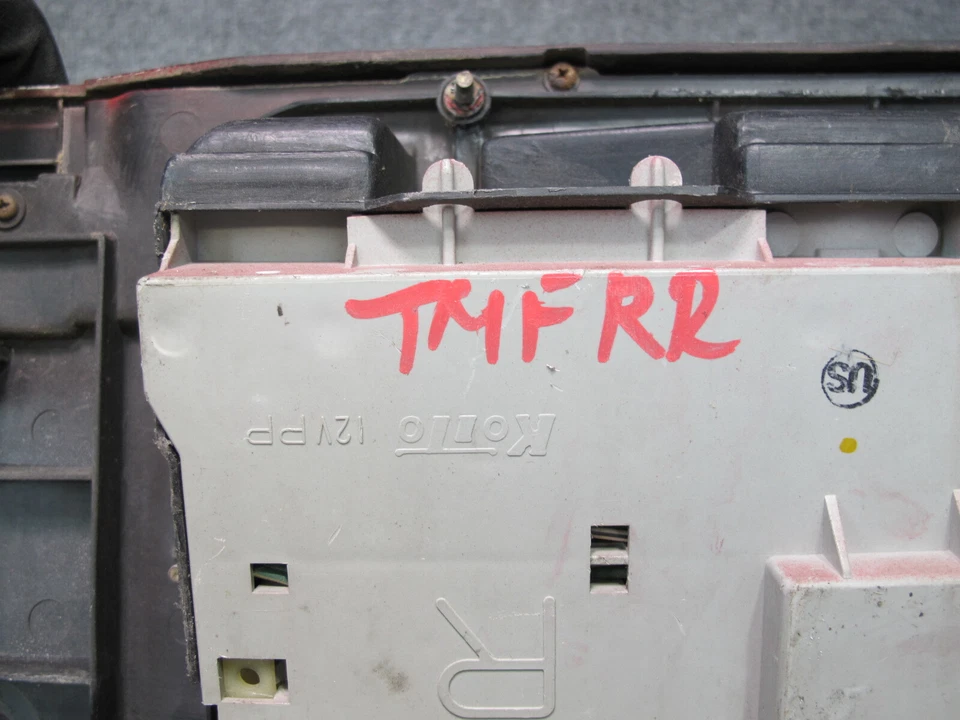 TMFRR
US
KOITO 12V PP
R